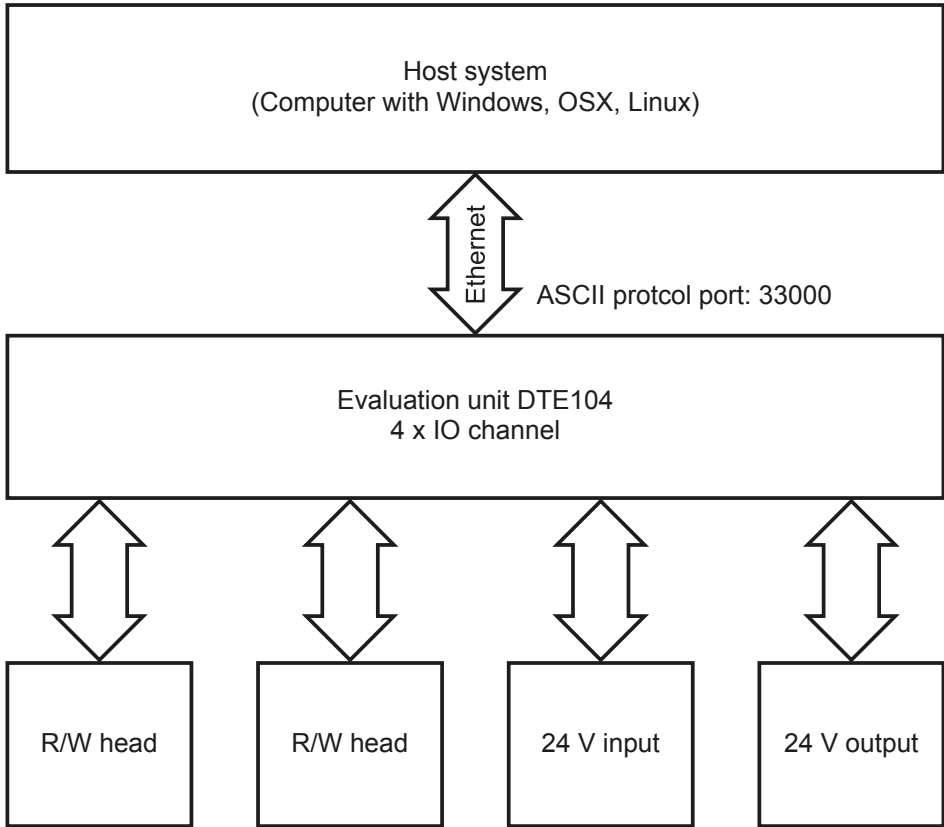 Host system
(Computer with Windows, OSX, Linux)
Ethernet
ASCII protcol port: 33000
Evaluation unit DTE104
4 x IO channel
R/W head
R/W head
24 V input
24 V output